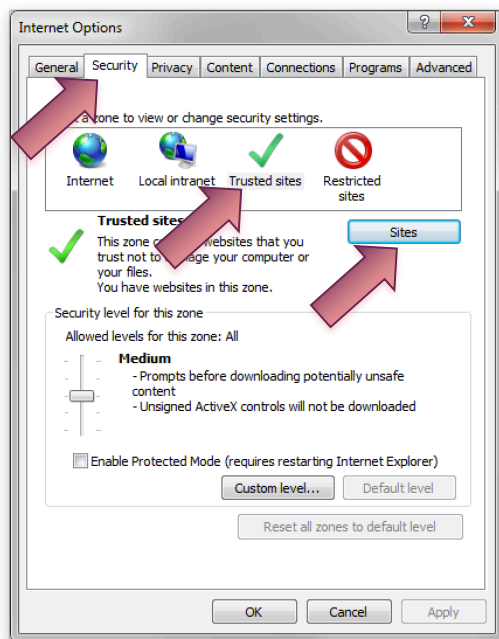 Internet Options
General Security Privacy Content Connections Programs Advanced
a zone to view or change security settings.
Internet Local intranet Trusted sites Restricted sites
Trusted sites
Sites
This zone websites that you
trust not to your computer or
your files.
You have websites in this zone.
Security level for this zone
Allowed levels for this zone: All
Medium
- Prompts before downloading potentially unsafe
content
- Unsigned ActiveX controls will not be downloaded
Enable Protected Mode (requires restarting Internet Explorer)
Custom level... Default level
Reset all zones to default level
OK Cancel Apply